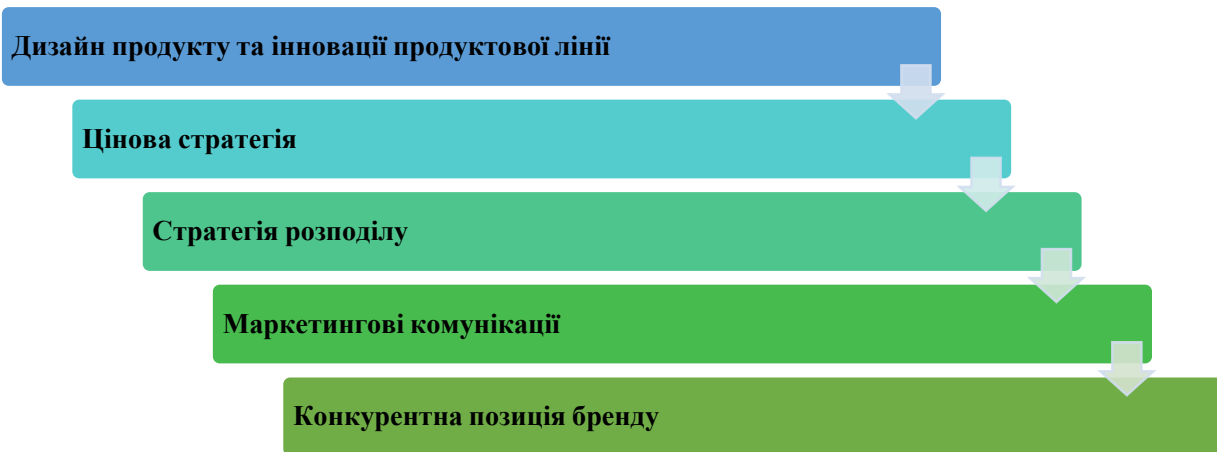 Дизайн продукту та інновації продуктової лінії
Цінова стратегія
Стратегія розподілу
Маркетингові комунікації
Конкурентна позиція бренду